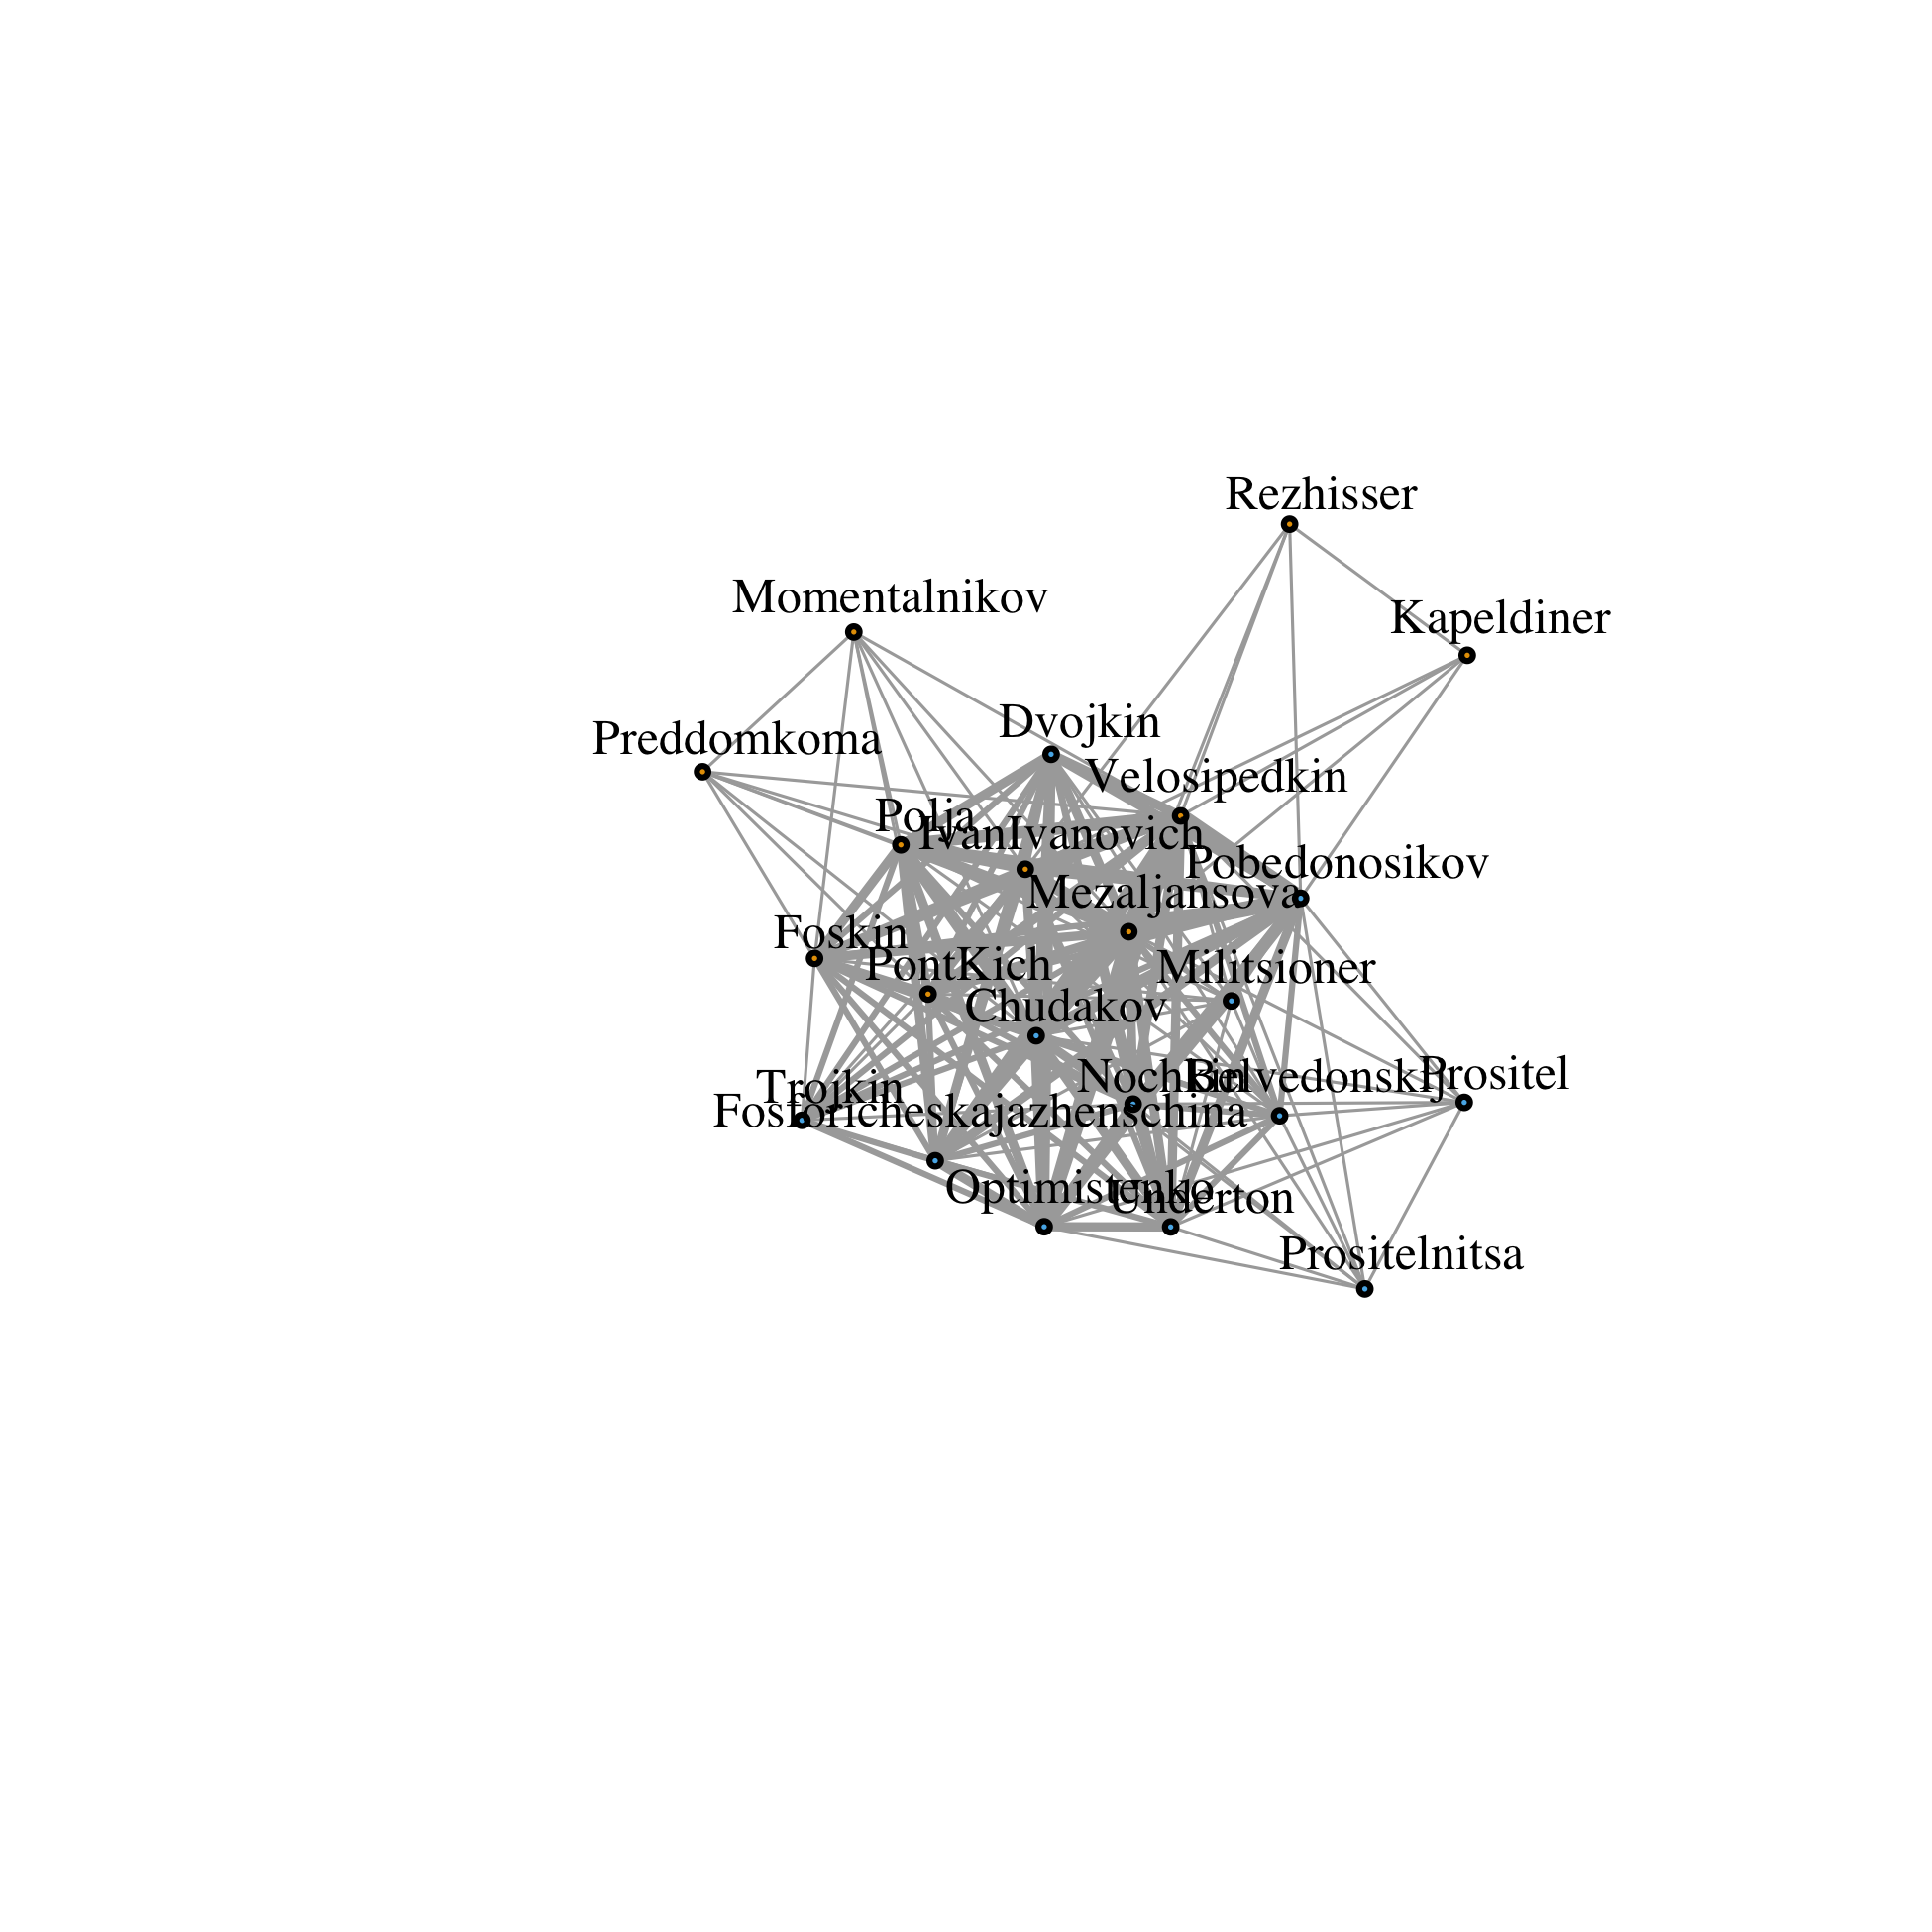 Rezhisser
Momentalnikov
Kapeldiner
Dvojkin
Preddomkoma
Velosipedkin
Polja
IvanIvanovich
Pobedonosikov
Mezaljansova
Foskin
PontKich
Militsioner
Chudakov
Nochkin
Belvedonskij
Prositel
Trojkin
Fosforicheskajazhenschina
Optimistenko
Underton
Prositelnitsa